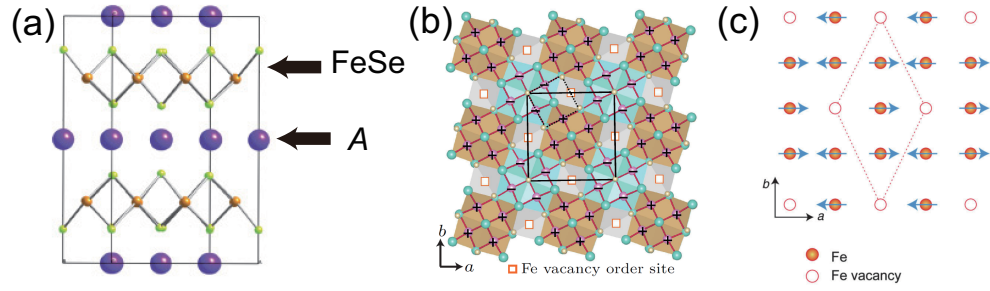 (a)
FeSe
A
(b)
b
a
Fe vacancy order site
(c)
b
a
Fe
Fe vacancy